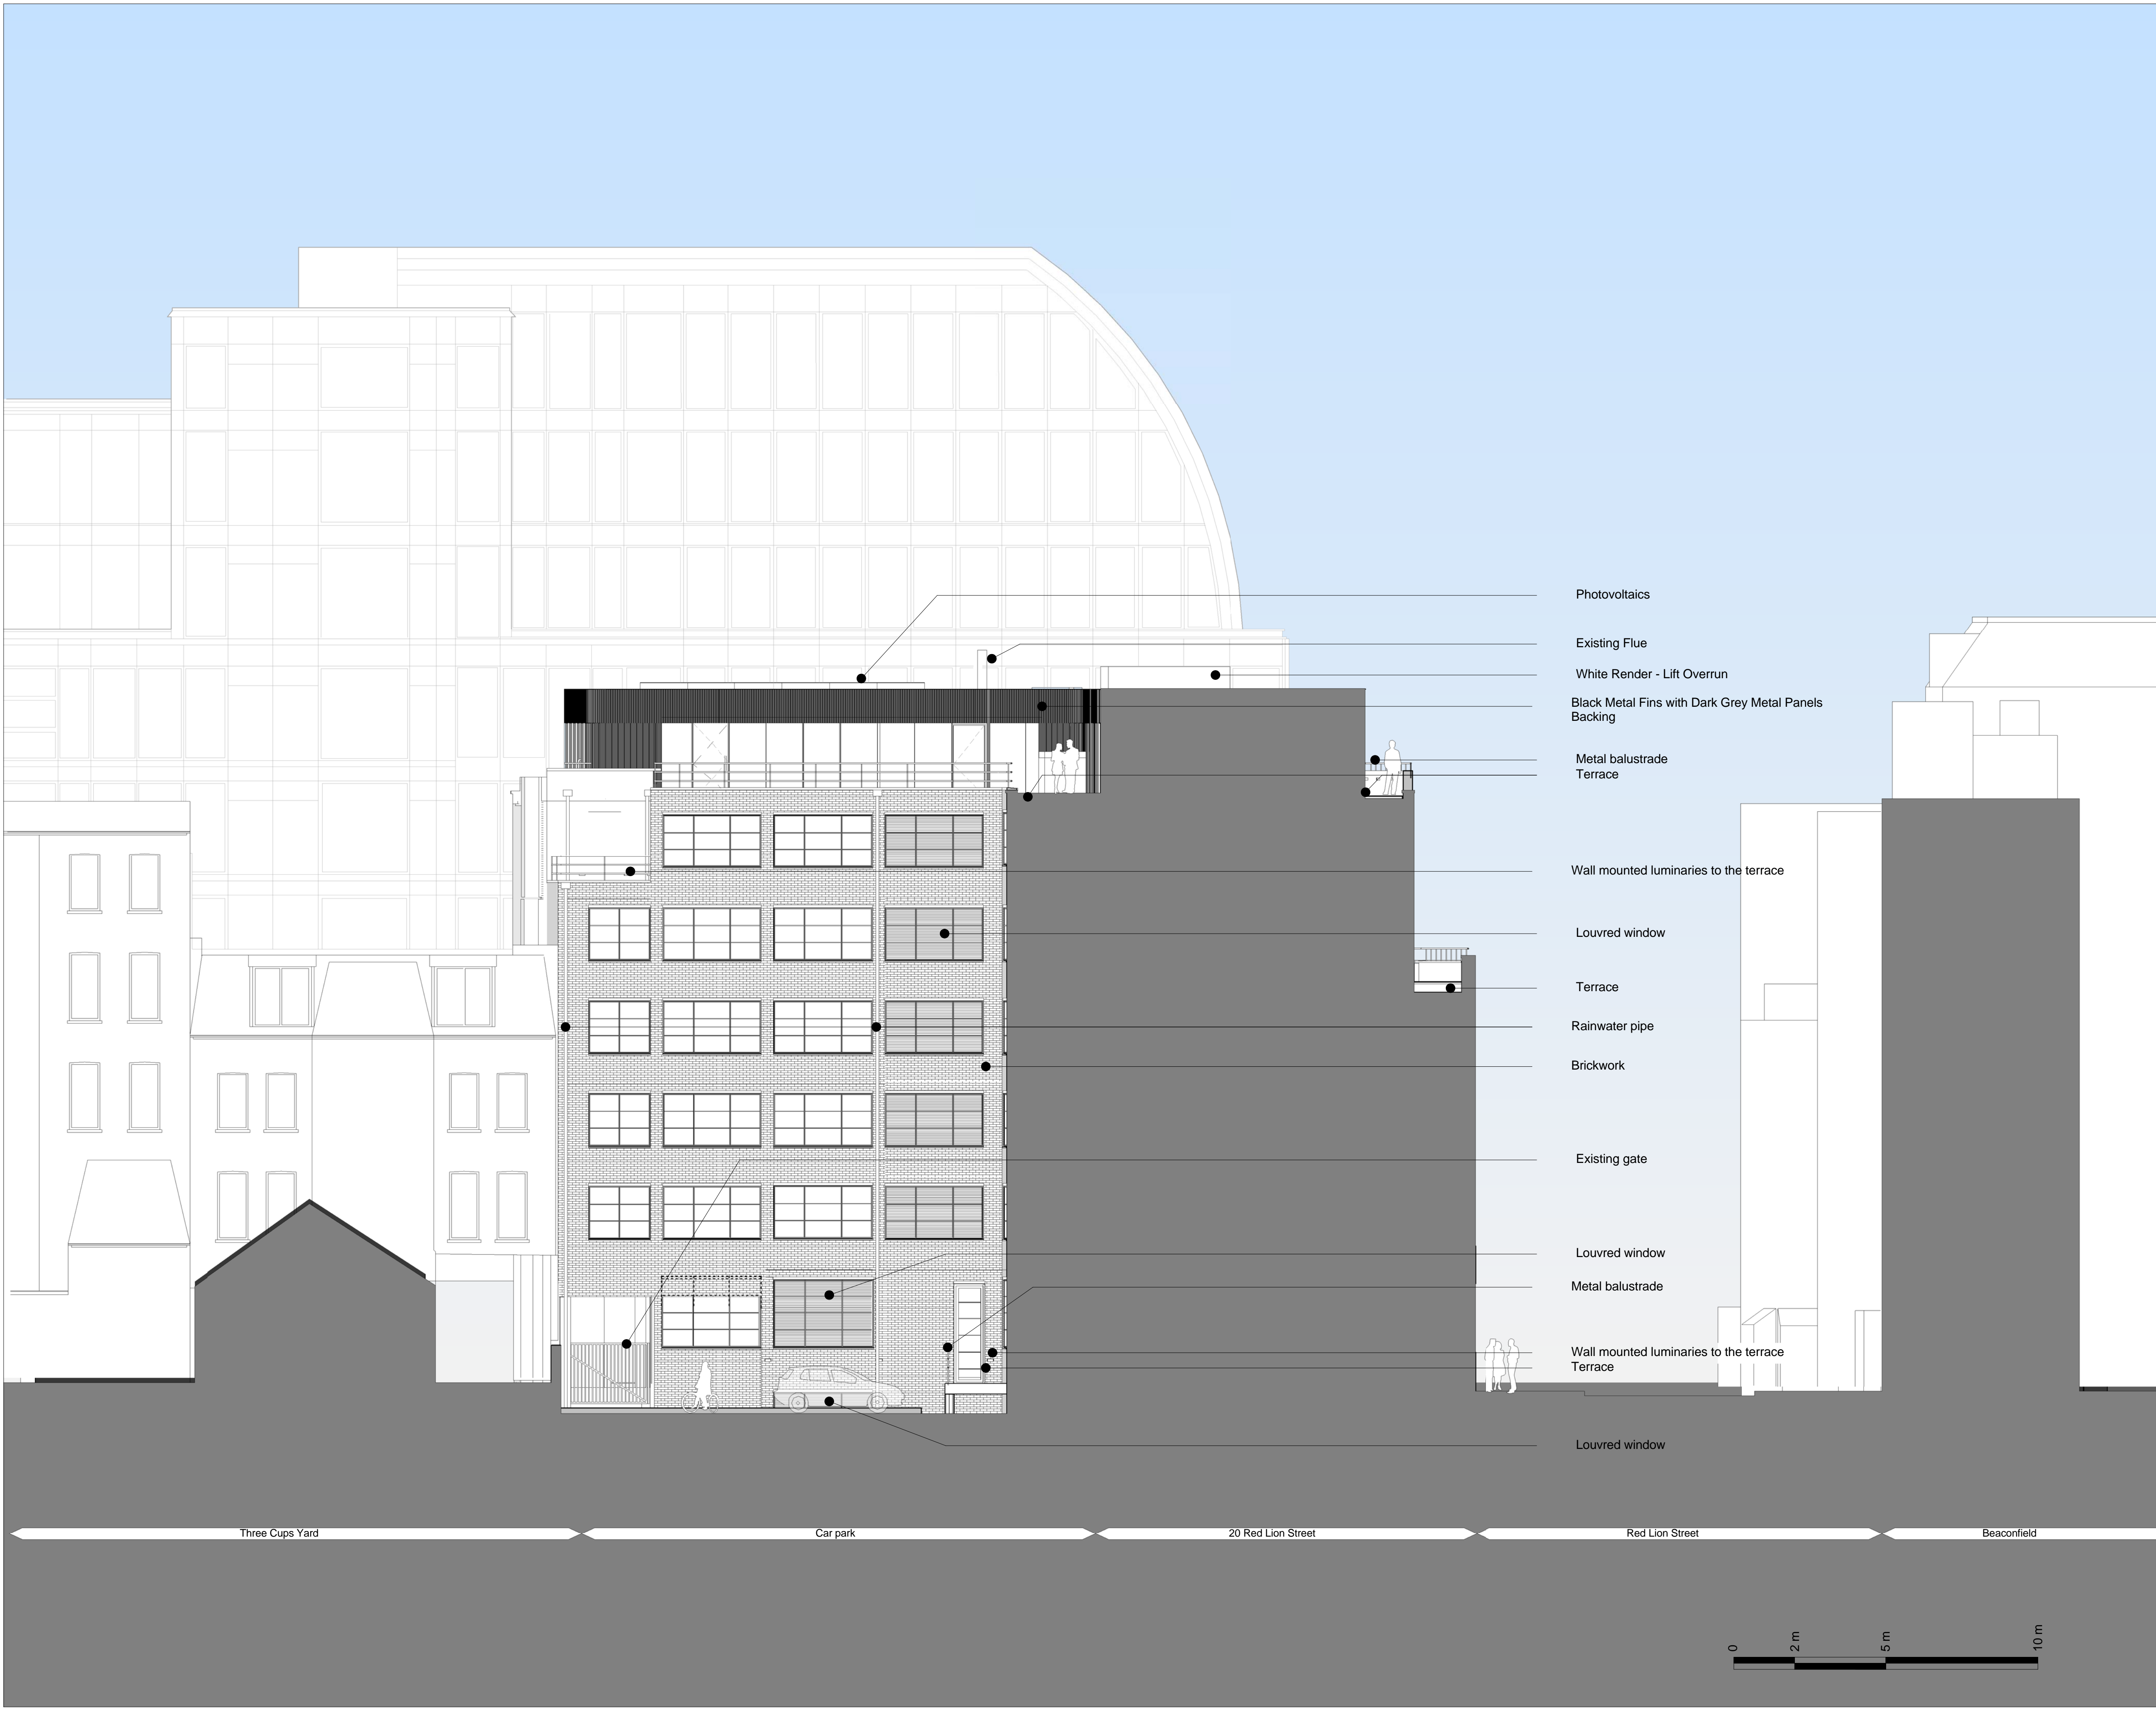 Photovoltaics
Existing Flue
White Render - Lift Overrun
Black Metal Fins with Dark Grey Metal Panels
Backing
Metal balustrade
Terrace
Wall mounted luminaries to the terrace
Louvred window
Terrace
Rainwater pipe
Brickwork
Existing gate
Louvred window
Metal balustrade
Wall mounted luminaries to the terrace
Terrace
Louvred window
Three Cups Yard
Car park
20 Red Lion Street
Red Lion Street
Beaconfield
0
2 m
5 m
10 m